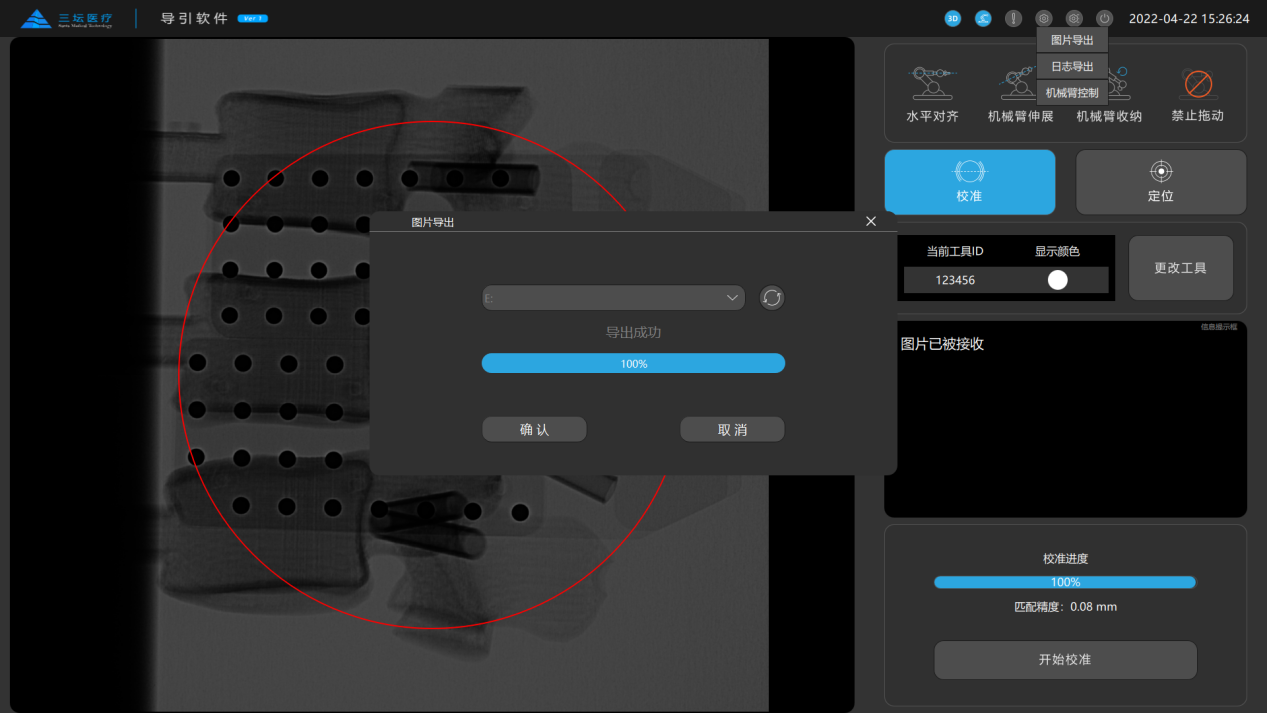 三坛医疗
Santa Medical Technology
导引软件
Ver 1
3D
2022-04-22 15:26:24
图片导出
日志导出
机械臂控制
水平对齐
机械臂伸展
机械臂收纳
禁止拖动
校准
定位
图片导出
当前工具ID
显示颜色
123456
更改工具
E:
导出成功
100%
确认
取消
信息提示框
图片已被接收
校准进度
100%
匹配精度：0.08 mm
开始校准